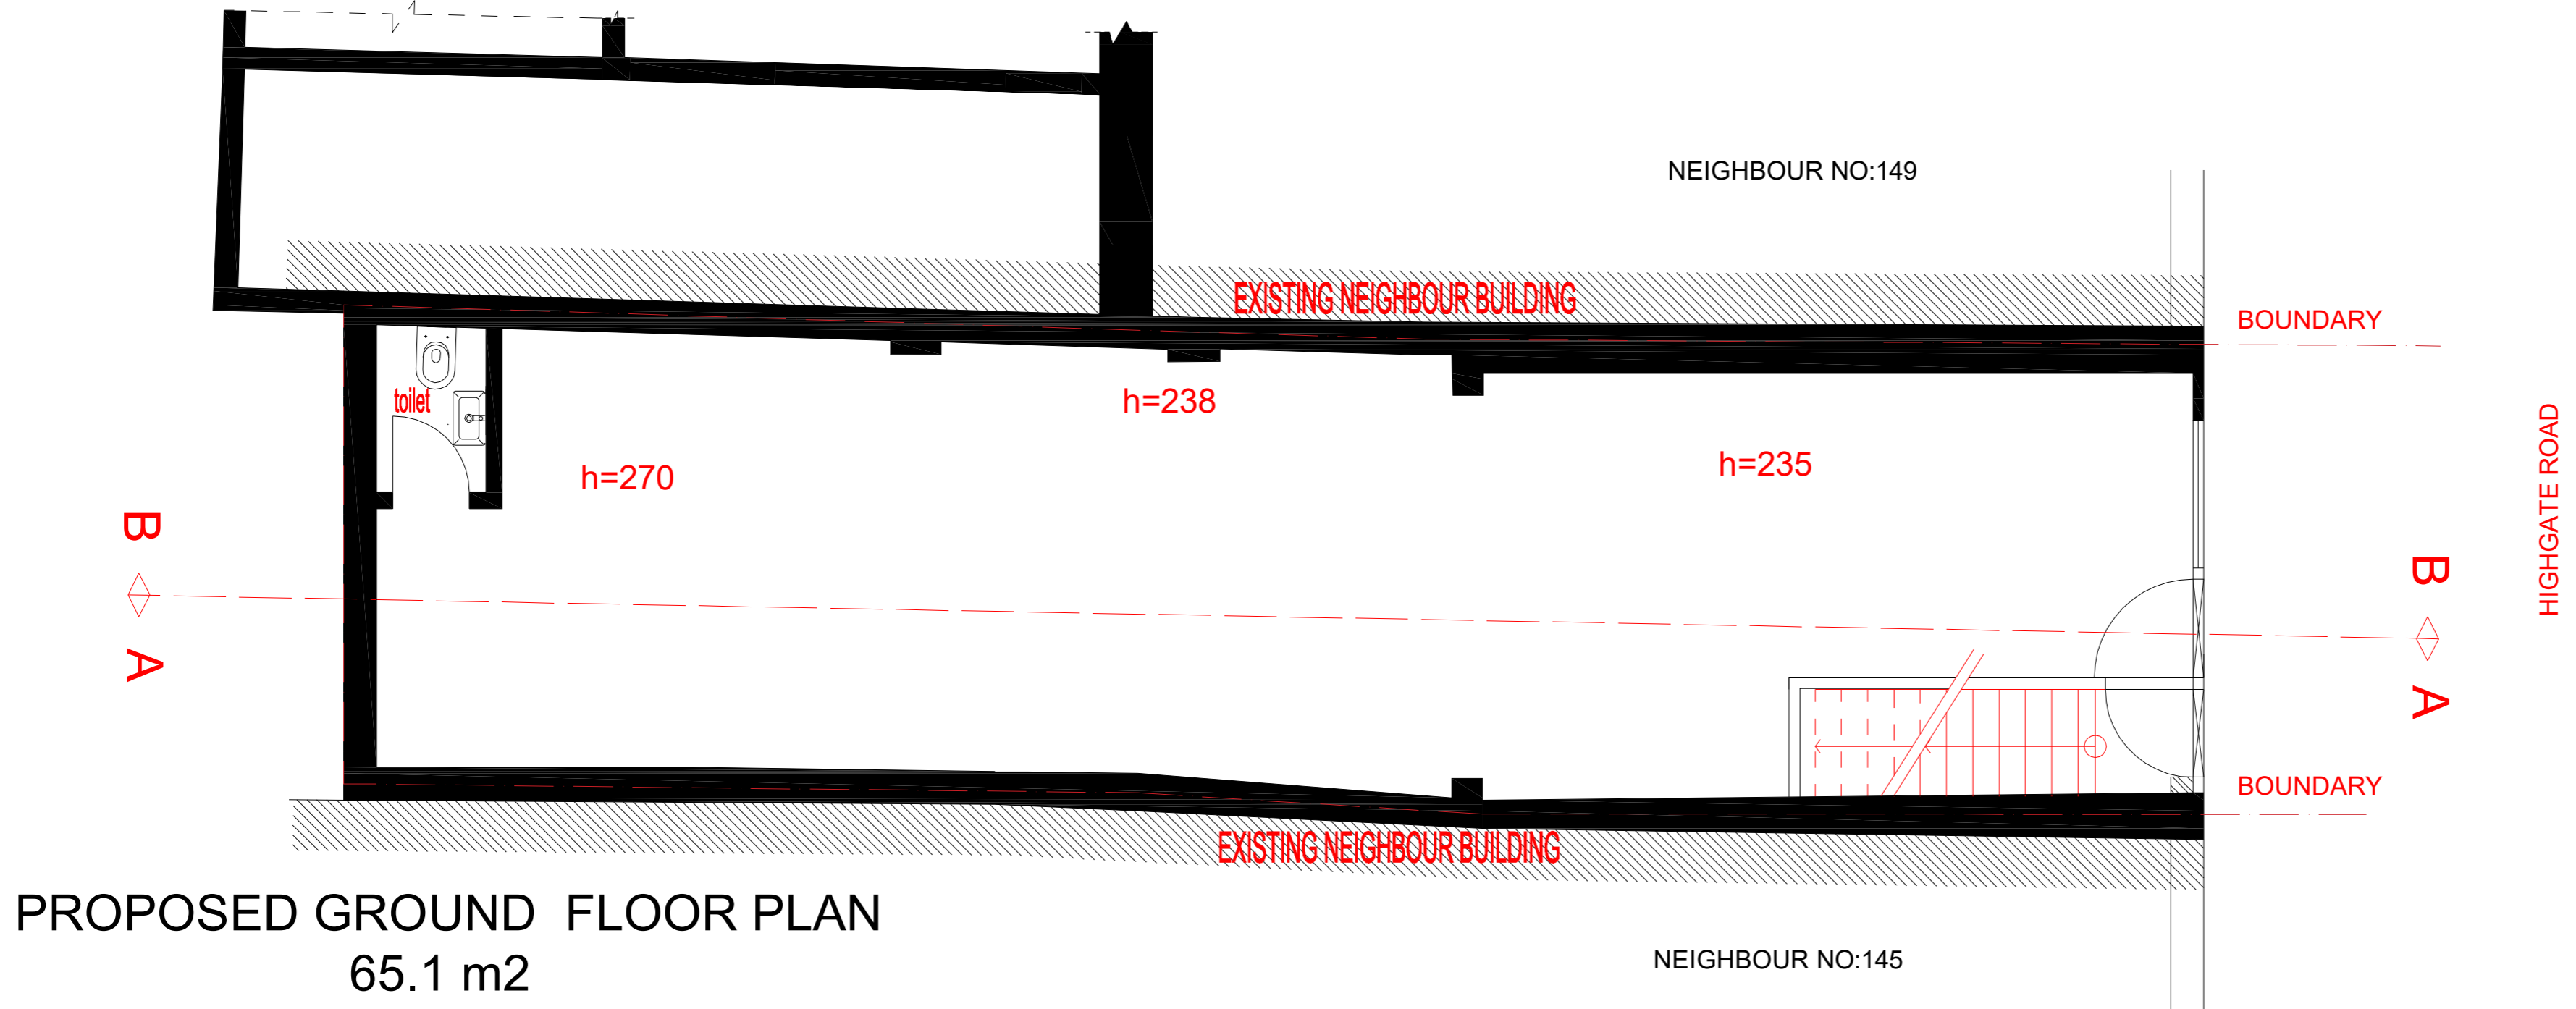 NEIGHBOUR NO:149
EXISTING NEIGHBOUR BUILDING
BOUNDARY
toilet
h=238
h=270
h=235
HIGHGATE ROAD
B
B
A
A
BOUNDARY
EXISTING NEIGHBOUR BUILDING
PROPOSED GROUND FLOOR PLAN
65.1 m2
NEIGHBOUR NO:145